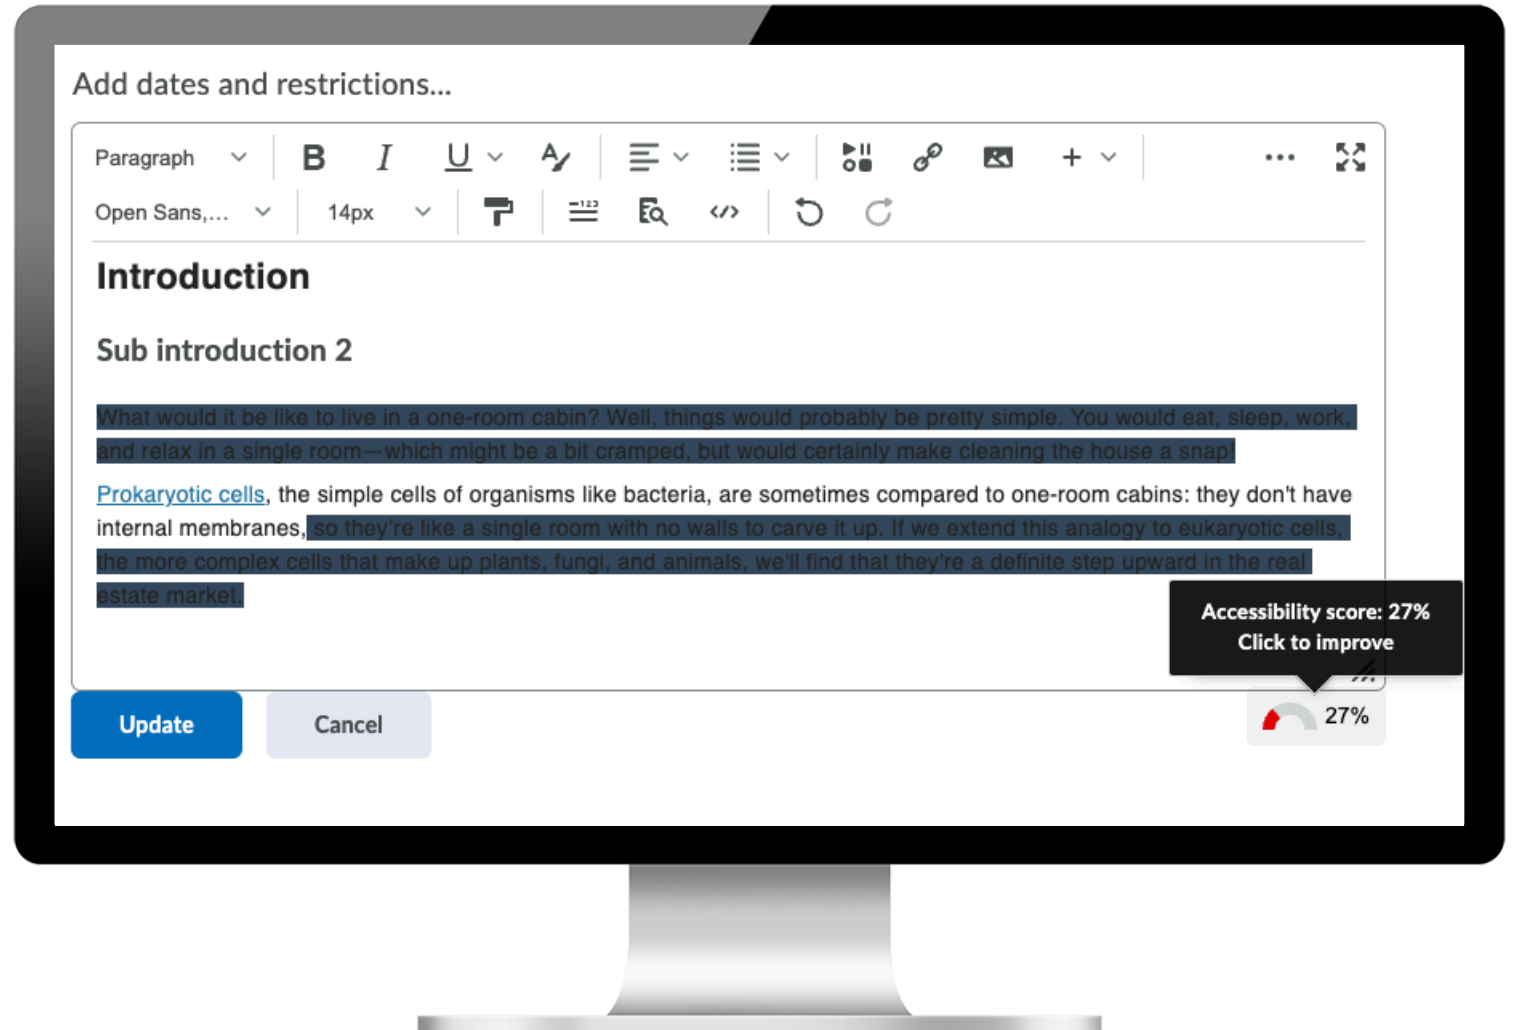 Add dates and restrictions...
Paragraph B I U A
Open Sans,... 14px 123 </>
Introduction
Sub introduction 2
What would it be like to live in a one-room cabin? Well, things would probably be pretty simple. You would eat, sleep, work,
and relax in a single room—which might be a bit cramped, but would certainly make cleaning the house a snap!
Prokaryotic cells, the simple cells of organisms like bacteria, are sometimes compared to one-room cabins: they don't have
internal membranes, so they're like a single room with no walls to carve it up. If we extend this analogy to eukaryotic cells,
the more complex cells that make up plants, fungi, and animals, we'll find that they're a definite step upward in the real
estate market.
Accessibility score: 27%
Click to improve
Update Cancel 27%